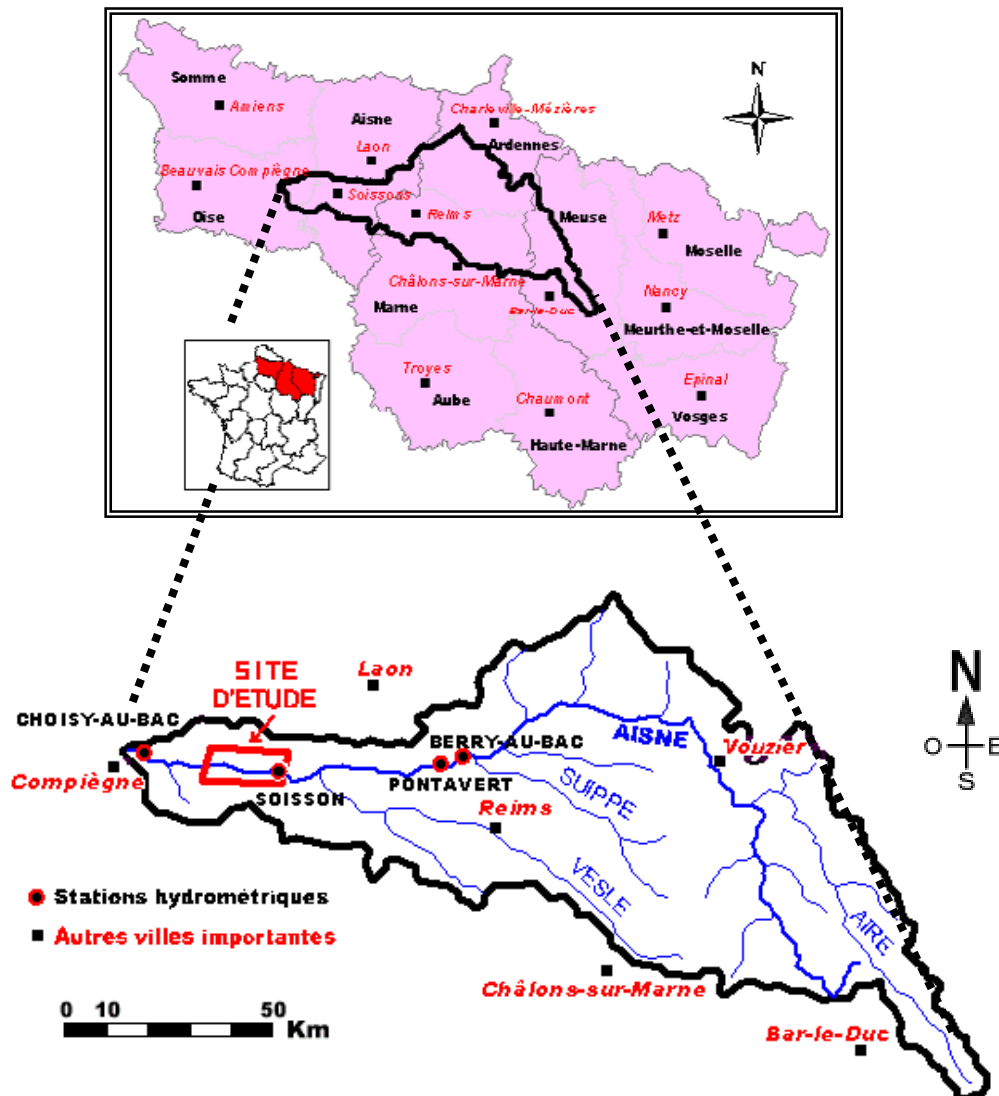 N
Somme
Amiens
Aisne
Charleville-Mézières
Ardennes
Laon
Beauvais Compiègne
Soissons
Oise
Reims
Meuse
Metz
Moselle
Châlons-sur-Marne
Marne
Bar-le-Duc
Nancy
Meurthe-et-Moselle
Troyes
Aube
Chaumont
Haute-Marne
Epinal
Vosges
SITE
D'ETUDE
Laon
N
O
E
S
CHOISY-AU-BAC
Compiègne
SOISSON
BERRY-AU-BAC
PONTAVERT
AISNE
Vouzier
SUIPPE
Reims
VESLE
AIRE
Stations hydrométriques
Autres villes importantes
Châlons-sur-Marne
Bar-le-Duc
0 10 50
Km